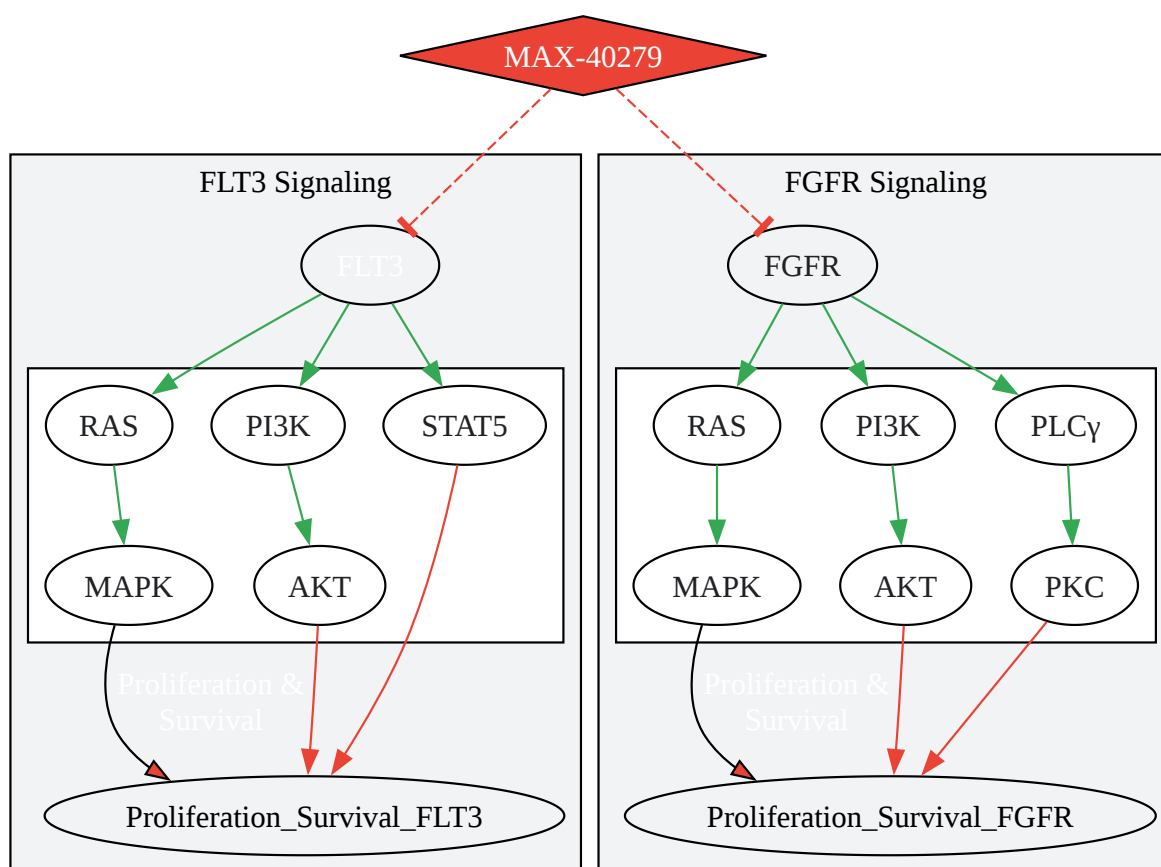 MAX-40279
FLT3 Signaling
FGFR Signaling
FLT3
FGFR
RAS
PI3K
STAT5
RAS
PI3K
PLCγ
MAPK
AKT
MAPK
AKT
PKC
Proliferation &
Survival
Proliferation &
Survival
Proliferation_Survival_FLT3
Proliferation_Survival_FGFR